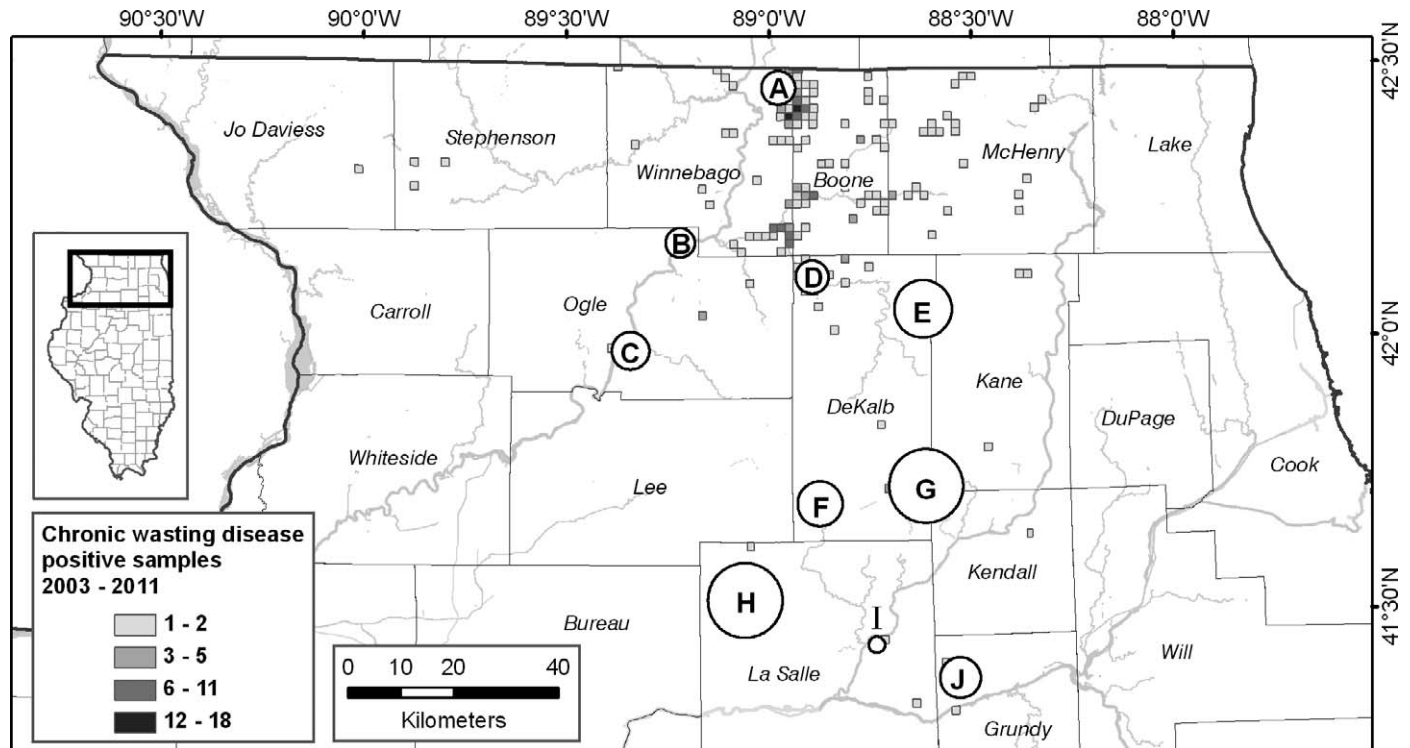 90°30'W 90°0'W 89°30'W 89°0'W 88°30'W 88°0'W
42°30'N
A
Jo Daviess
Stephenson
McHenry
Lake
Winnebago
Boone
B
D
Ogle
E
Carroll
42°0'N
C
Kane
DeKalb
DuPage
Whiteside
Cook
Lee
G
F
Chronic wasting disease
positive samples
2003 - 2011
1 - 2
3 - 5
6 - 11
12 - 18
Kendall
H
41°30'N
I
Bureau
0 10 20 40
Kilometers
Will
La Salle
J
Grundy